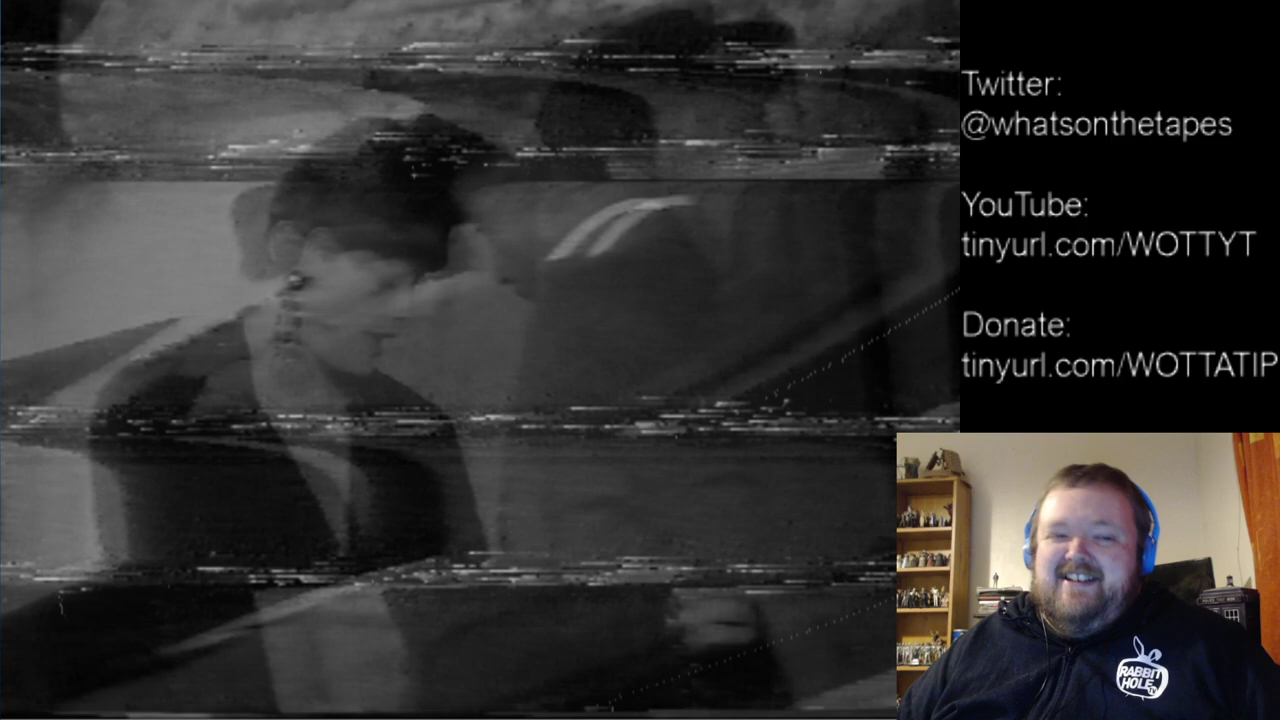 Twitter:
@whatsonthetapes
YouTube:
tinyurl.com/WOTTYT
Donate:
tinyurl.com/WOTTATIP
RABBIT
HOLE